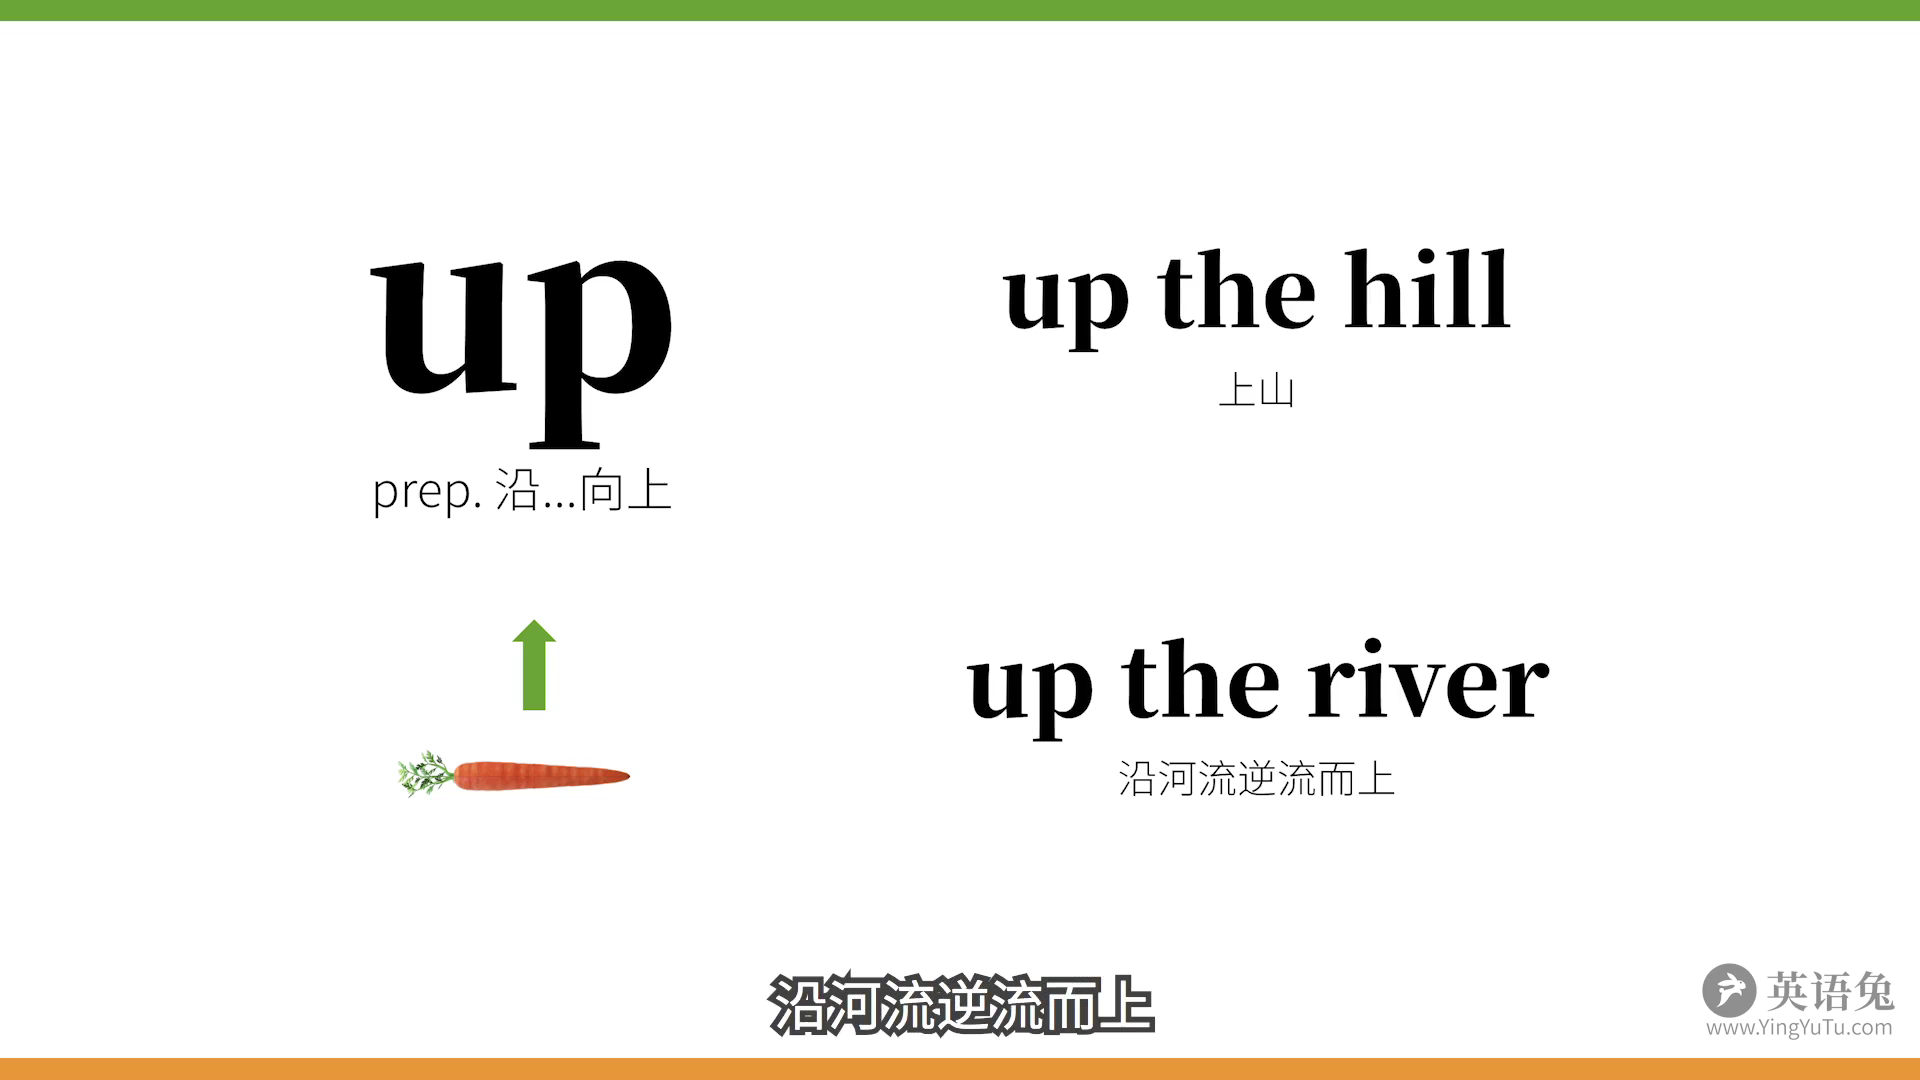 up
prep. 沿...向上
up the hill
上山
up the river
沿河流逆流而上
沿河流逆流而上
英语兔
www.YingYuTu.com